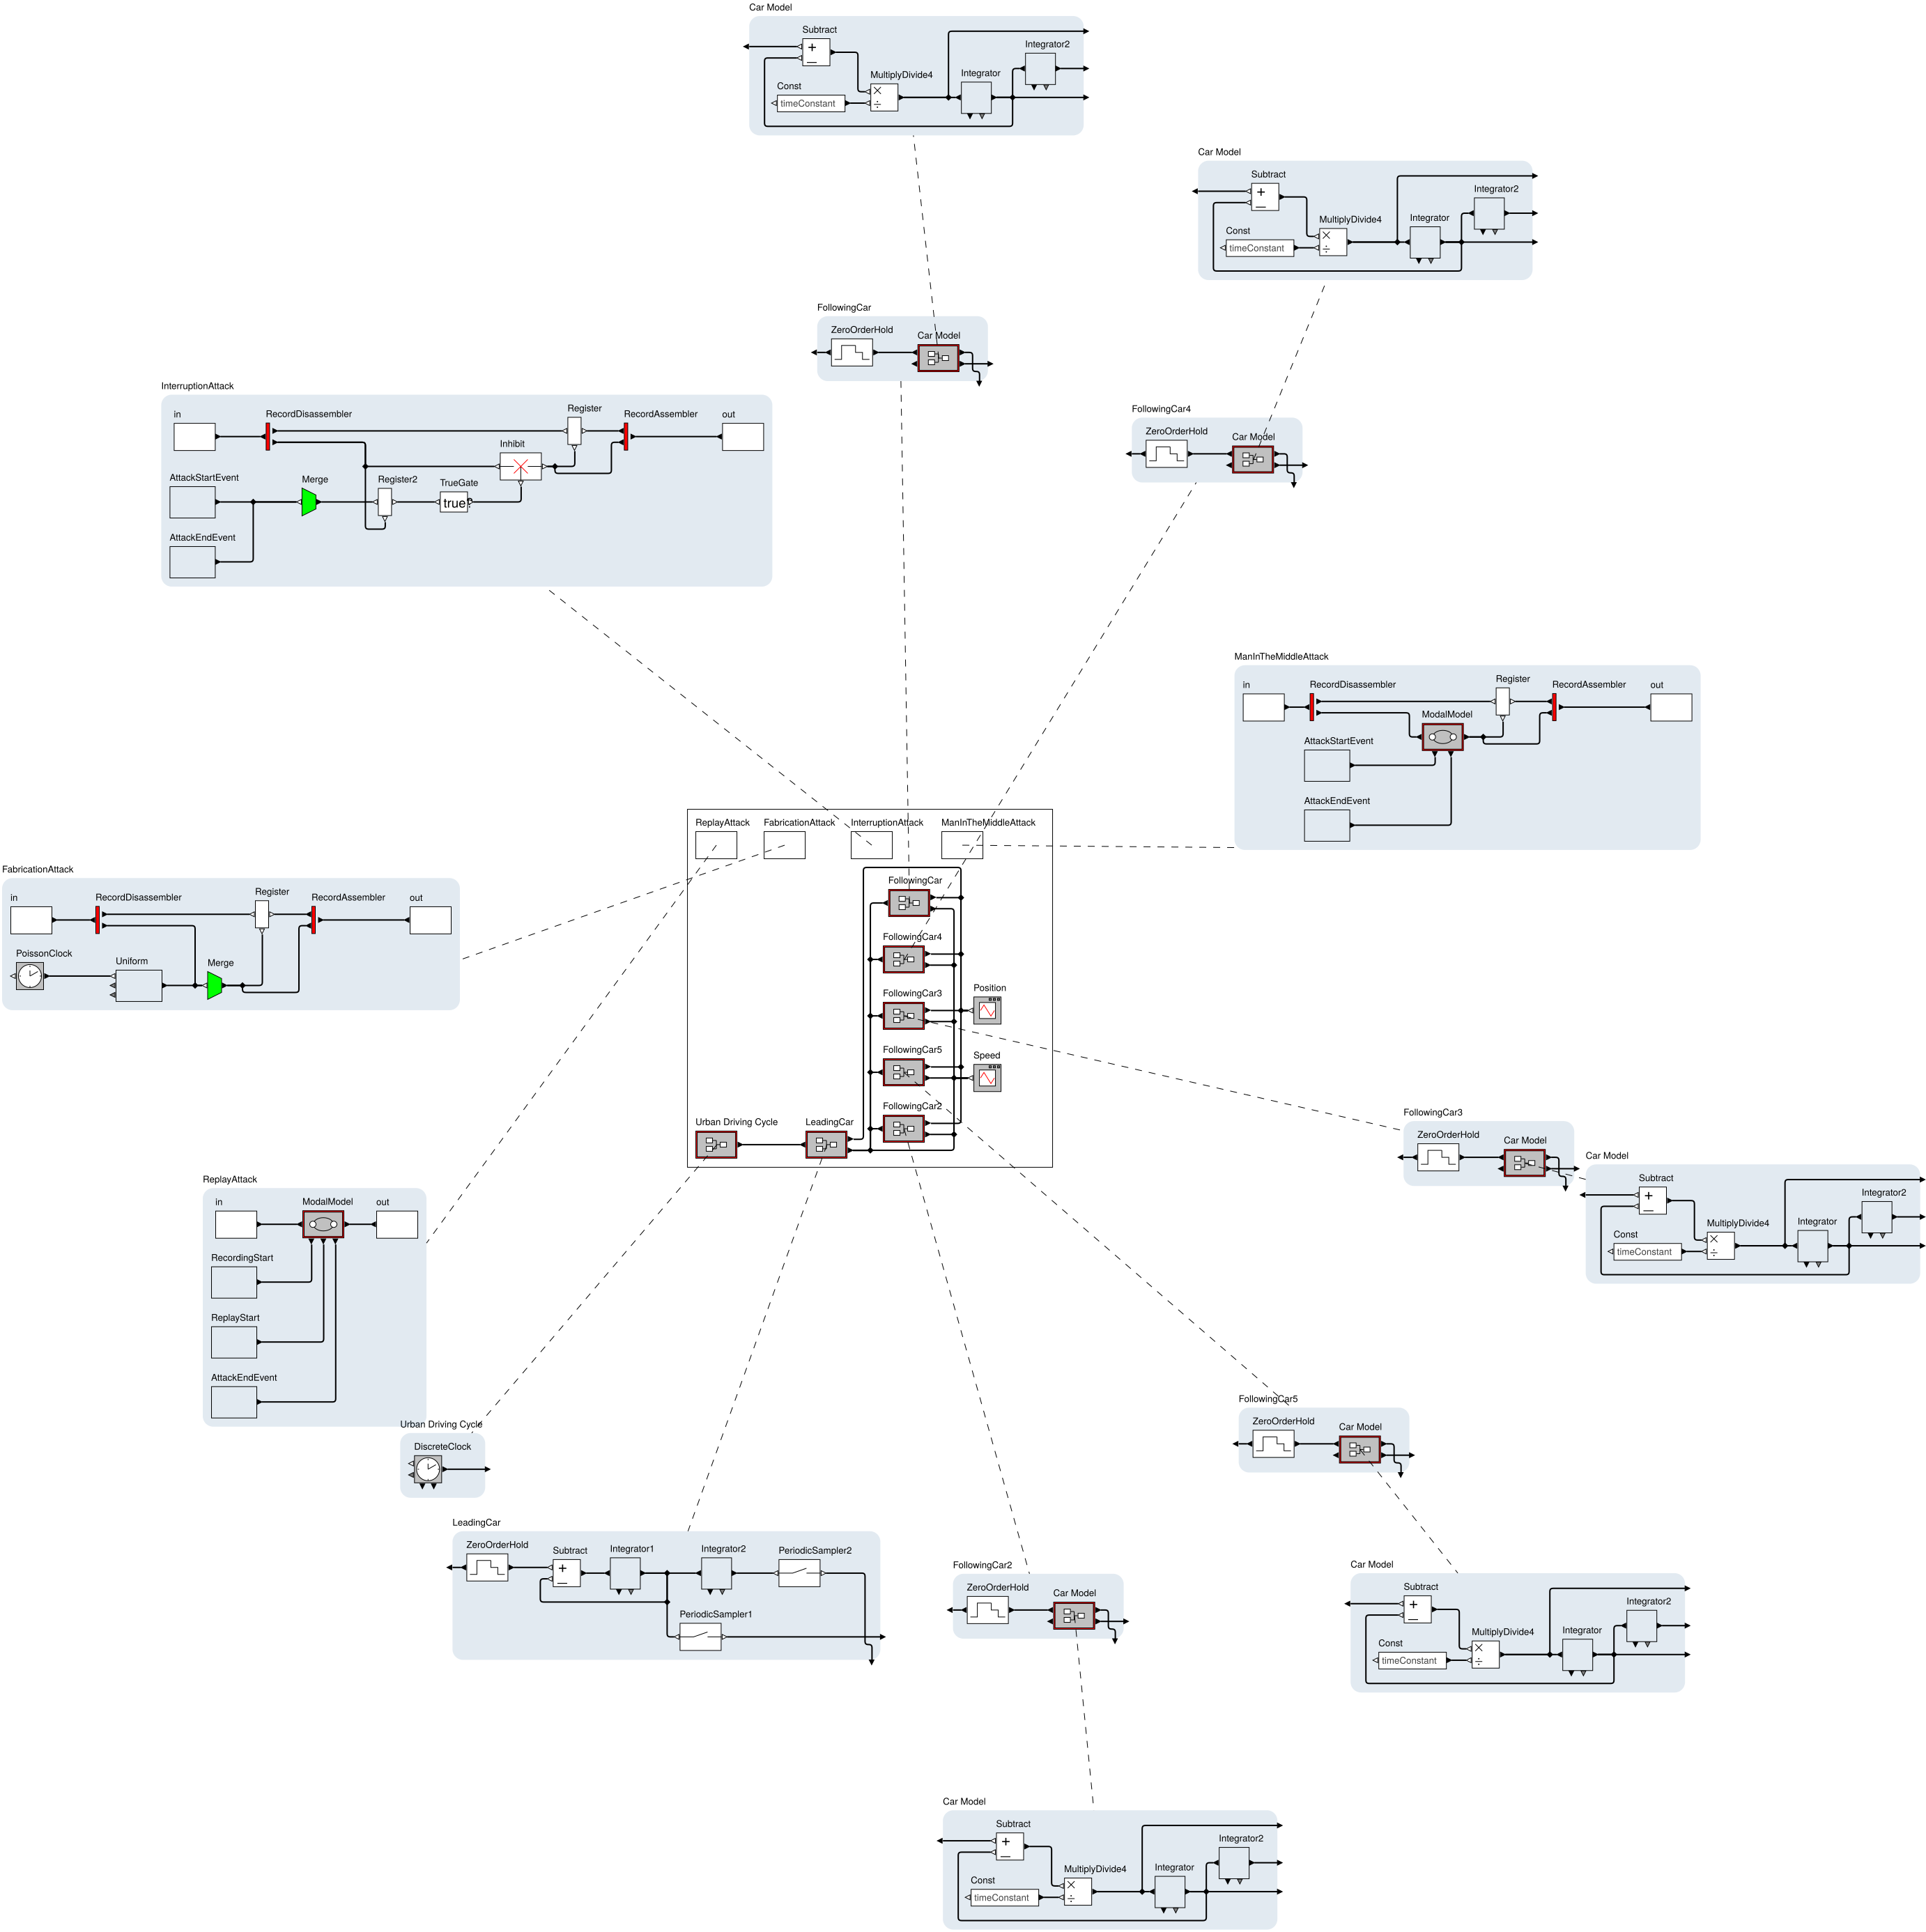 Car Model
Subtract
+
Integrator2
MultiplyDivide4
Integrator
Const
×
timeConstant
÷
Car Model
Subtract
+
Integrator2
MultiplyDivide4
Integrator
Const
×
timeConstant
÷
FollowingCar
ZeroOrderHold
Car Model
FollowingCar4
ZeroOrderHold
Car Model
InterruptionAttack
in
RecordDisassembler
Register
RecordAssembler
out
Inhibit
AttackStartEvent
Merge
Register2
TrueGate
true?
AttackEndEvent
ManInTheMiddleAttack
in
RecordDisassembler
Register
RecordAssembler
out
ModalModel
AttackStartEvent
AttackEndEvent
ReplayAttack
FabricationAttack
InterruptionAttack
ManInTheMiddleAttack
FollowingCar
FollowingCar4
FollowingCar3
Position
FollowingCar5
Speed
FollowingCar2
Urban Driving Cycle
LeadingCar
FabricationAttack
in
RecordDisassembler
Register
RecordAssembler
out
PoissonClock
Uniform
Merge
FollowingCar3
ZeroOrderHold
Car Model
Car Model
Subtract
+
Integrator2
MultiplyDivide4
Integrator
Const
×
timeConstant
÷
ReplayAttack
in
ModalModel
out
RecordingStart
ReplayStart
AttackEndEvent
Urban Driving Cycle
DiscreteClock
FollowingCar5
ZeroOrderHold
Car Model
LeadingCar
ZeroOrderHold
Subtract
+
Integrator1
Integrator2
PeriodicSampler2
PeriodicSampler1
FollowingCar2
ZeroOrderHold
Car Model
Car Model
Subtract
+
Integrator2
MultiplyDivide4
Integrator
Const
×
timeConstant
÷
Car Model
Subtract
+
Integrator2
MultiplyDivide4
Integrator
Const
×
timeConstant
÷